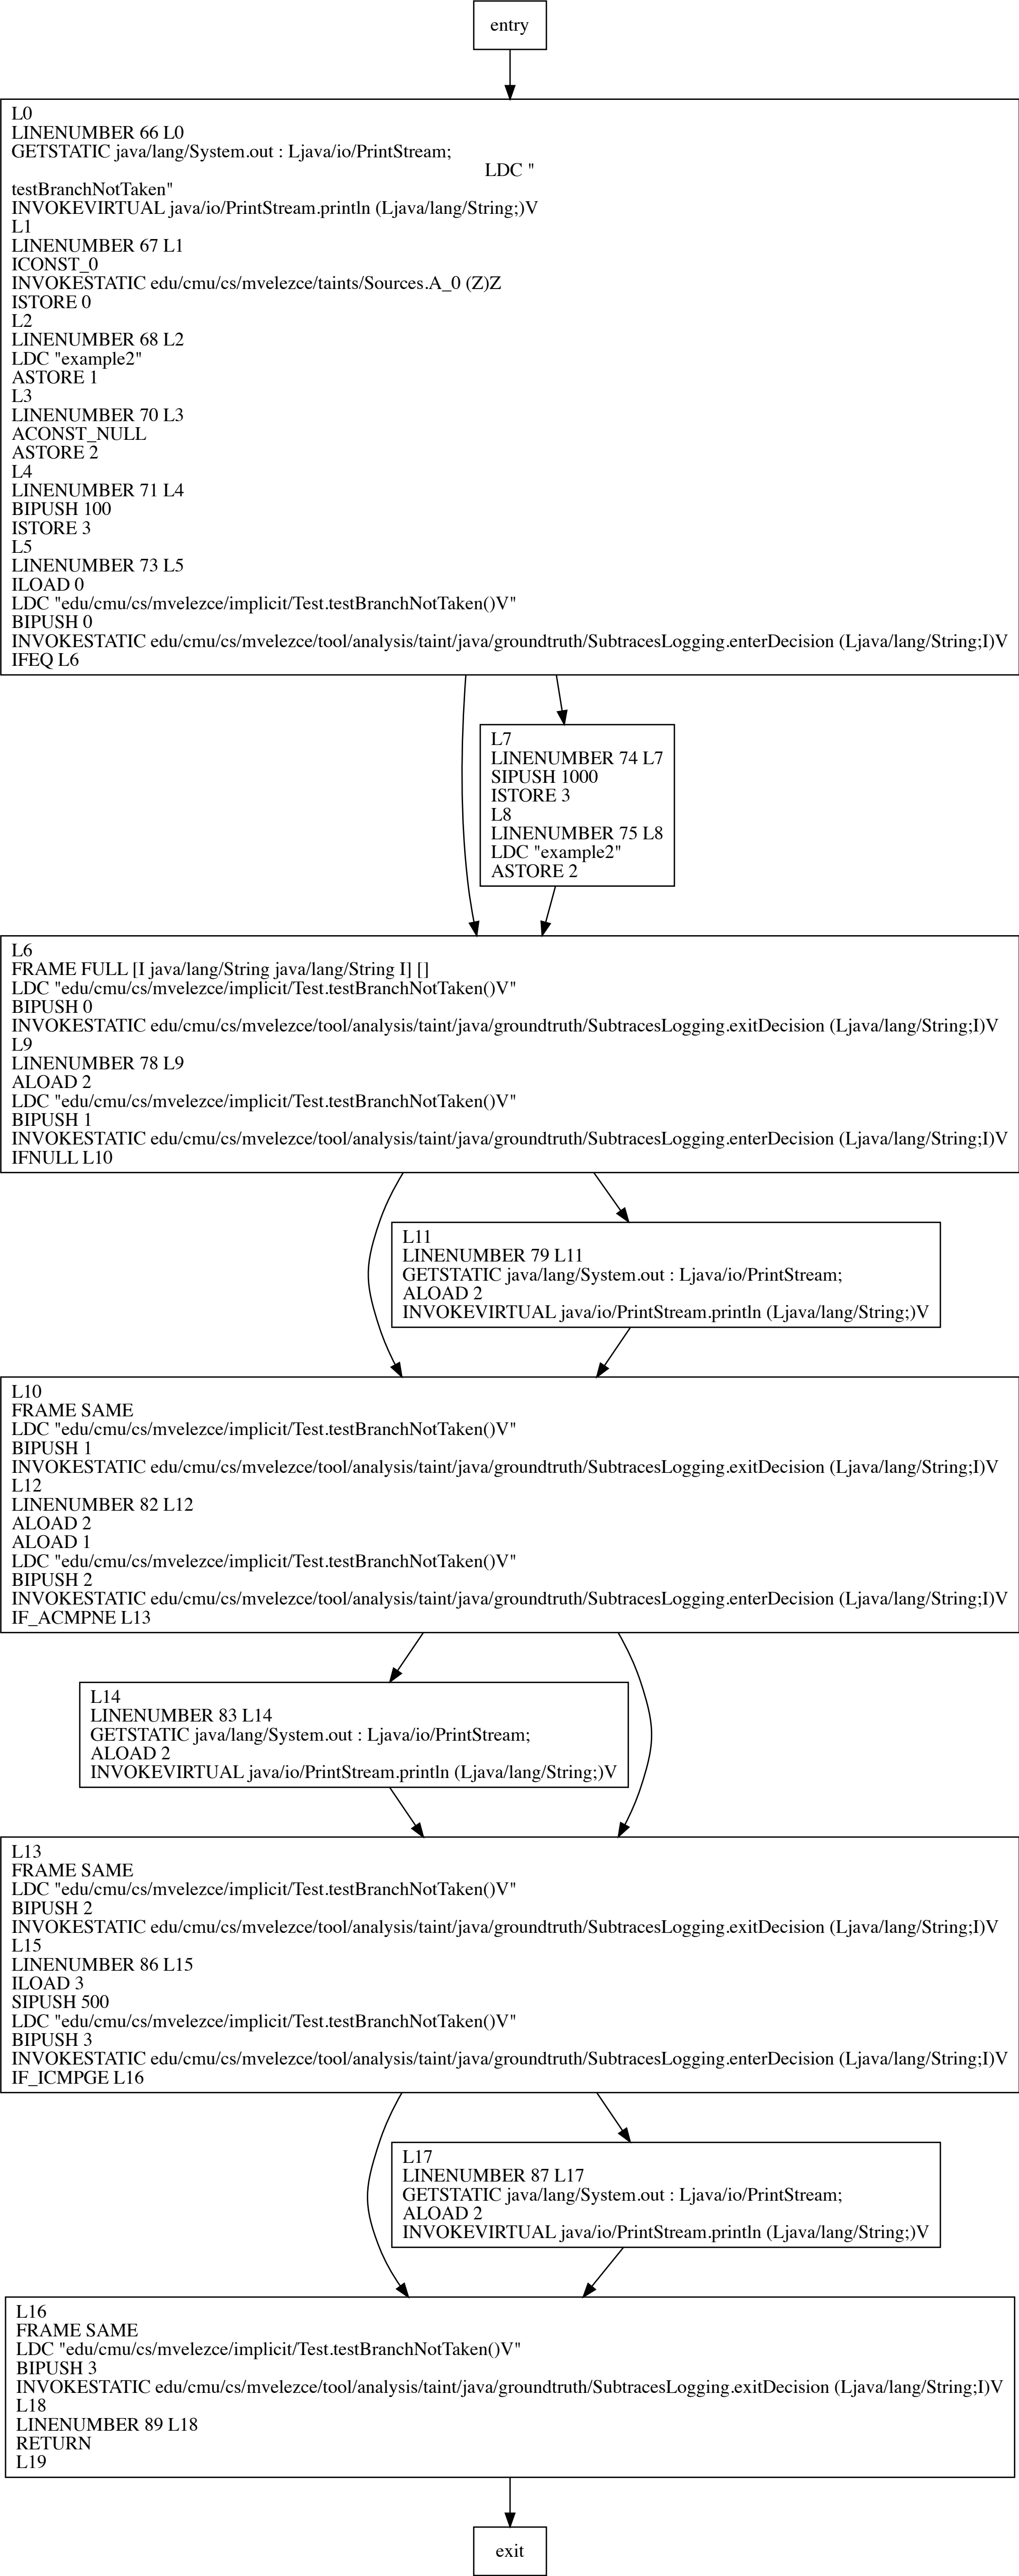 entry
L0
LINENUMBER 66 L0
GETSTATIC java/lang/System.out : Ljava/io/PrintStream;
LDC "
testBranchNotTaken"
INVOKEVIRTUAL java/io/PrintStream.println (Ljava/lang/String;)V
L1
LINENUMBER 67 L1
ICONST_0
INVOKESTATIC edu/cmu/cs/mvelezce/taints/Sources.A_0 (Z)Z
ISTORE 0
L2
LINENUMBER 68 L2
LDC "example2"
ASTORE 1
L3
LINENUMBER 70 L3
ACONST_NULL
ASTORE 2
L4
LINENUMBER 71 L4
BIPUSH 100
ISTORE 3
L5
LINENUMBER 73 L5
ILOAD 0
LDC "edu/cmu/cs/mvelezce/implicit/Test.testBranchNotTaken()V"
BIPUSH 0
INVOKESTATIC edu/cmu/cs/mvelezce/tool/analysis/taint/java/groundtruth/SubtracesLogging.enterDecision (Ljava/lang/String;I)V
IFEQ L6
L7
LINENUMBER 74 L7
SIPUSH 1000
ISTORE 3
L8
LINENUMBER 75 L8
LDC "example2"
ASTORE 2
L6
FRAME FULL [I java/lang/String java/lang/String I] []
LDC "edu/cmu/cs/mvelezce/implicit/Test.testBranchNotTaken()V"
BIPUSH 0
INVOKESTATIC edu/cmu/cs/mvelezce/tool/analysis/taint/java/groundtruth/SubtracesLogging.exitDecision (Ljava/lang/String;I)V
L9
LINENUMBER 78 L9
ALOAD 2
LDC "edu/cmu/cs/mvelezce/implicit/Test.testBranchNotTaken()V"
BIPUSH 1
INVOKESTATIC edu/cmu/cs/mvelezce/tool/analysis/taint/java/groundtruth/SubtracesLogging.enterDecision (Ljava/lang/String;I)V
IFNULL L10
L11
LINENUMBER 79 L11
GETSTATIC java/lang/System.out : Ljava/io/PrintStream;
ALOAD 2
INVOKEVIRTUAL java/io/PrintStream.println (Ljava/lang/String;)V
L10
FRAME SAME
LDC "edu/cmu/cs/mvelezce/implicit/Test.testBranchNotTaken()V"
BIPUSH 1
INVOKESTATIC edu/cmu/cs/mvelezce/tool/analysis/taint/java/groundtruth/SubtracesLogging.exitDecision (Ljava/lang/String;I)V
L12
LINENUMBER 82 L12
ALOAD 2
ALOAD 1
LDC "edu/cmu/cs/mvelezce/implicit/Test.testBranchNotTaken()V"
BIPUSH 2
INVOKESTATIC edu/cmu/cs/mvelezce/tool/analysis/taint/java/groundtruth/SubtracesLogging.enterDecision (Ljava/lang/String;I)V
IF_ACMPNE L13
L14
LINENUMBER 83 L14
GETSTATIC java/lang/System.out : Ljava/io/PrintStream;
ALOAD 2
INVOKEVIRTUAL java/io/PrintStream.println (Ljava/lang/String;)V
L13
FRAME SAME
LDC "edu/cmu/cs/mvelezce/implicit/Test.testBranchNotTaken()V"
BIPUSH 2
INVOKESTATIC edu/cmu/cs/mvelezce/tool/analysis/taint/java/groundtruth/SubtracesLogging.exitDecision (Ljava/lang/String;I)V
L15
LINENUMBER 86 L15
ILOAD 3
SIPUSH 500
LDC "edu/cmu/cs/mvelezce/implicit/Test.testBranchNotTaken()V"
BIPUSH 3
INVOKESTATIC edu/cmu/cs/mvelezce/tool/analysis/taint/java/groundtruth/SubtracesLogging.enterDecision (Ljava/lang/String;I)V
IF_ICMPGE L16
L17
LINENUMBER 87 L17
GETSTATIC java/lang/System.out : Ljava/io/PrintStream;
ALOAD 2
INVOKEVIRTUAL java/io/PrintStream.println (Ljava/lang/String;)V
L16
FRAME SAME
LDC "edu/cmu/cs/mvelezce/implicit/Test.testBranchNotTaken()V"
BIPUSH 3
INVOKESTATIC edu/cmu/cs/mvelezce/tool/analysis/taint/java/groundtruth/SubtracesLogging.exitDecision (Ljava/lang/String;I)V
L18
LINENUMBER 89 L18
RETURN
L19
exit